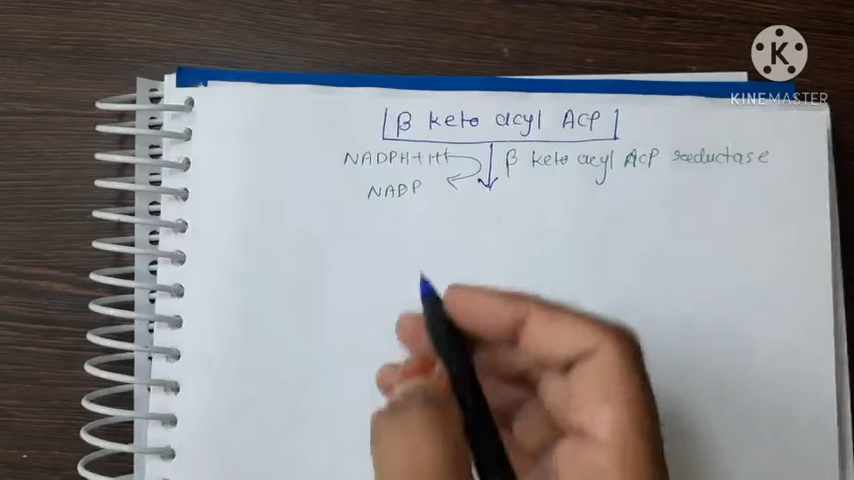 K
KINEMASTER
β keto acyl ACP
NADPH+H+ β keto acyl ACP reductase
NADP